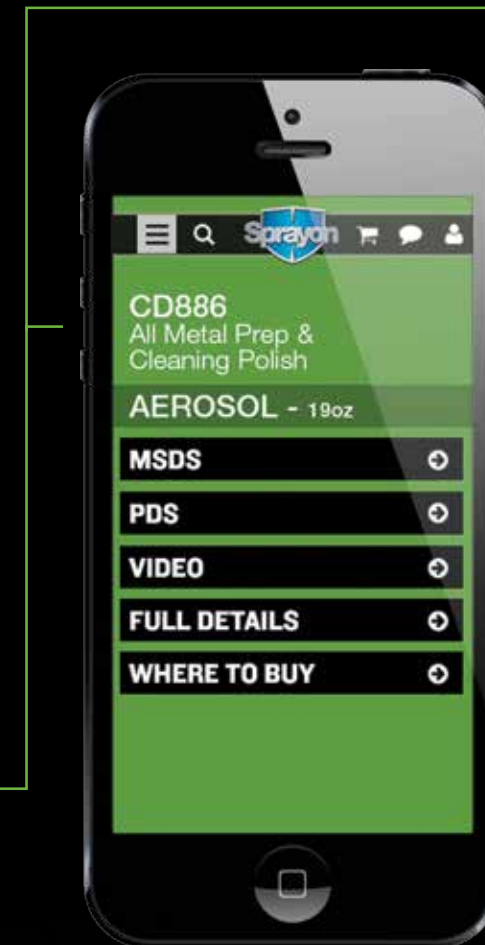 Sprayon
CD886
All Metal Prep &
Cleaning Polish
AEROSOL - 19oz
MSDS
PDS
VIDEO
FULL DETAILS
WHERE TO BUY